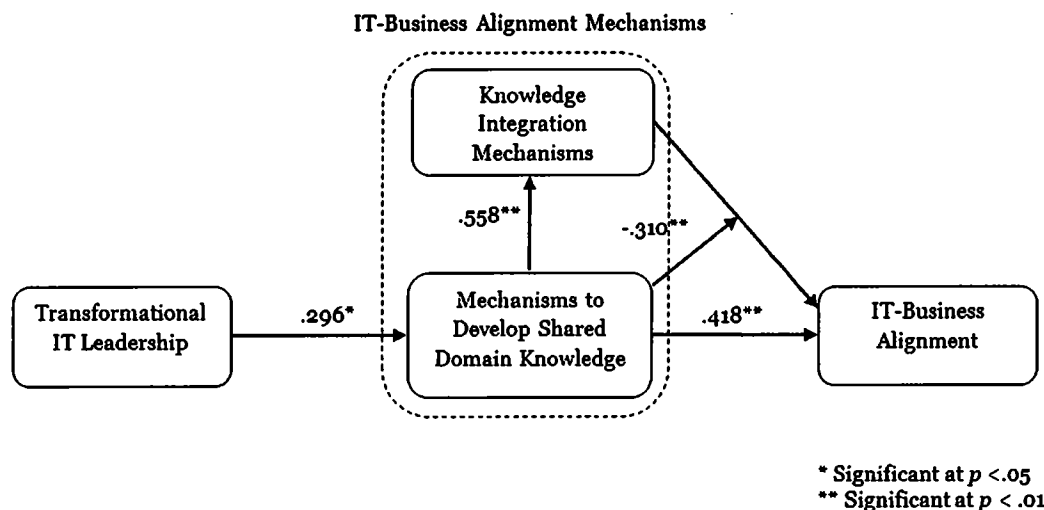 IT-Business Alignment Mechanisms
Knowledge
Integration
Mechanisms
.558**
-.310**
Transformational
IT Leadership
.296*
Mechanisms to
Develop Shared
Domain Knowledge
.418**
IT-Business
Alignment
* Significant at p <.05
** Significant at p < .01